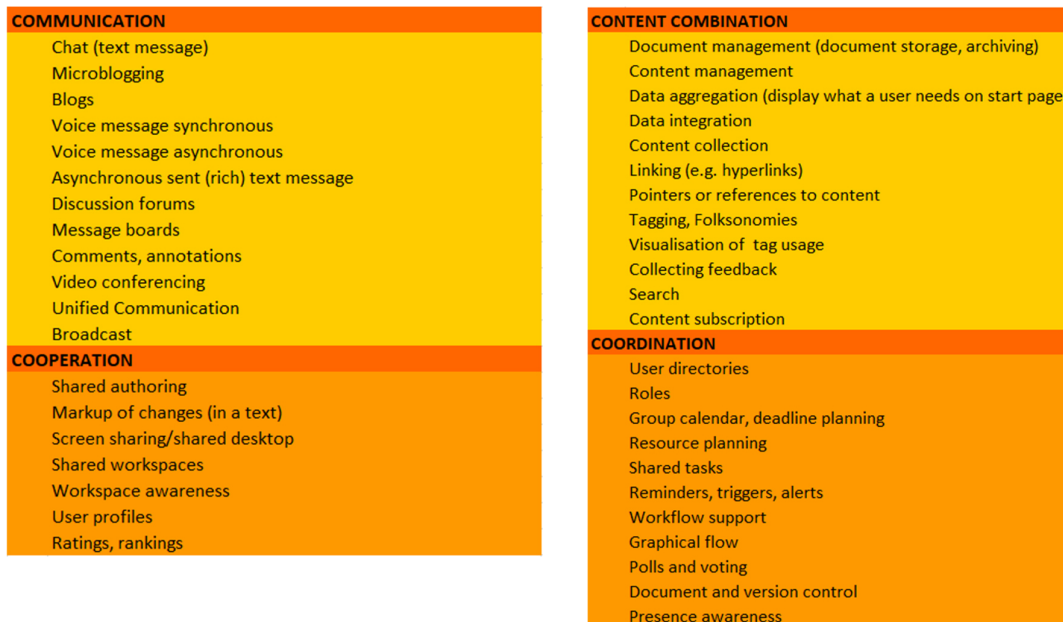 COMMUNICATION
Chat (text message)
Microblogging
Blogs
Voice message synchronous
Voice message asynchronous
Asynchronous sent (rich) text message
Discussion forums
Message boards
Comments, annotations
Video conferencing
Unified Communication
Broadcast
COOPERATION
Shared authoring
Markup of changes (in a text)
Screen sharing/shared desktop
Shared workspaces
Workspace awareness
User profiles
Ratings, rankings
CONTENT COMBINATION
Document management (document storage, archiving)
Content management
Data aggregation (display what a user needs on start page
Data integration
Content collection
Linking (e.g. hyperlinks)
Pointers or references to content
Tagging, Folksonomies
Visualisation of tag usage
Collecting feedback
Search
Content subscription
COORDINATION
User directories
Roles
Group calendar, deadline planning
Resource planning
Shared tasks
Reminders, triggers, alerts
Workflow support
Graphical flow
Polls and voting
Document and version control
Presence awareness